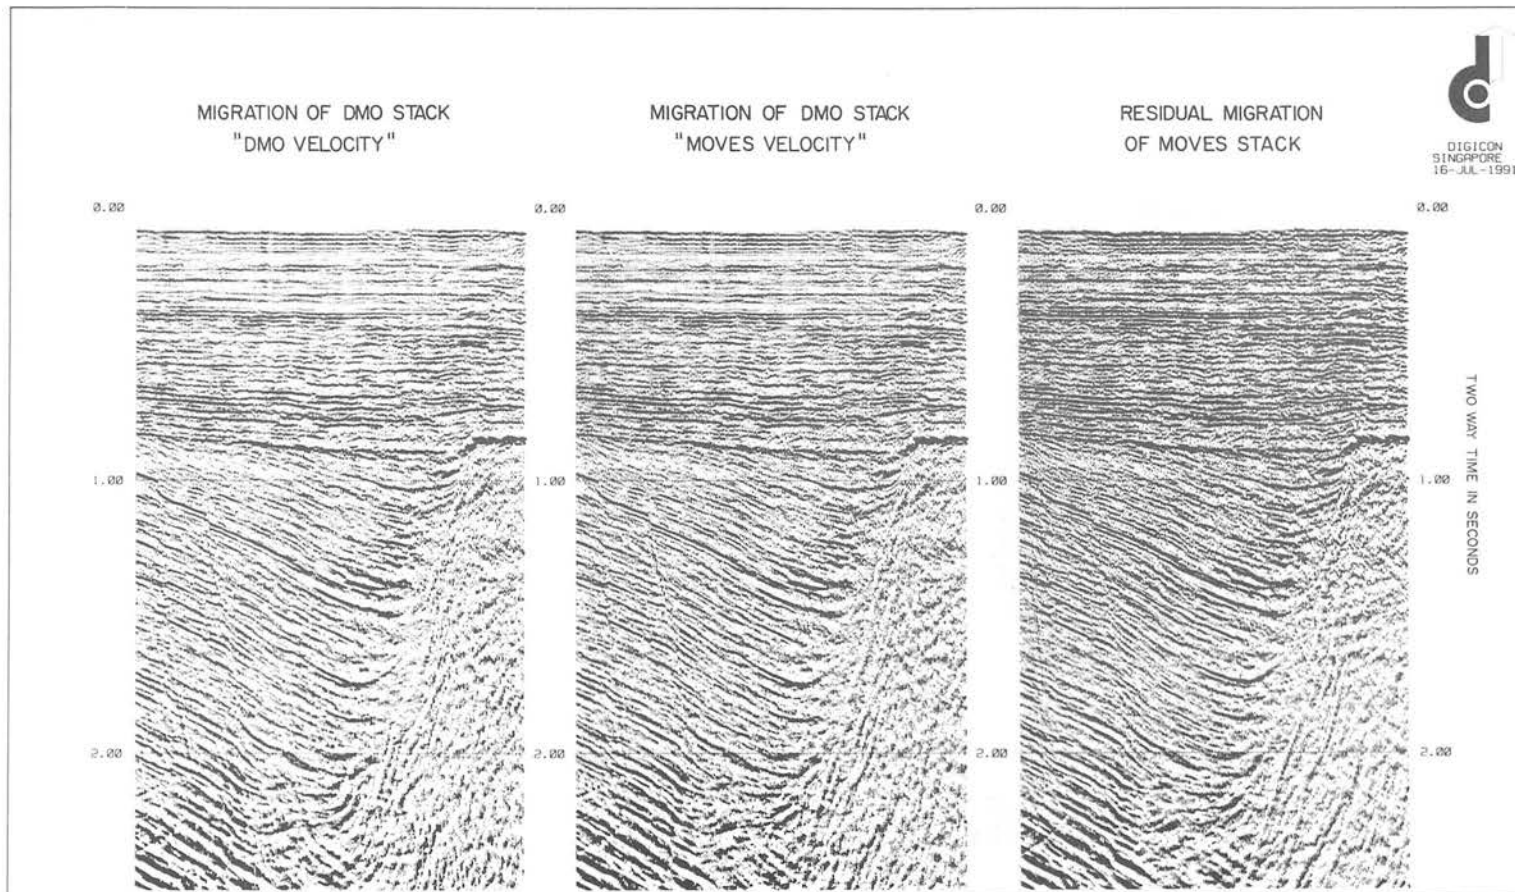 MIGRATION OF DMO STACK
"DMO VELOCITY"
MIGRATION OF DMO STACK
"MOVES VELOCITY"
RESIDUAL MIGRATION
OF MOVES STACK
d
DIGICON
SINGAPORE
16-JUL-1991
0.00
0.00
0.00
0.00
1.00
1.00
1.00
1.00
2.00
2.00
2.00
2.00
TWO WAY TIME IN SECONDS